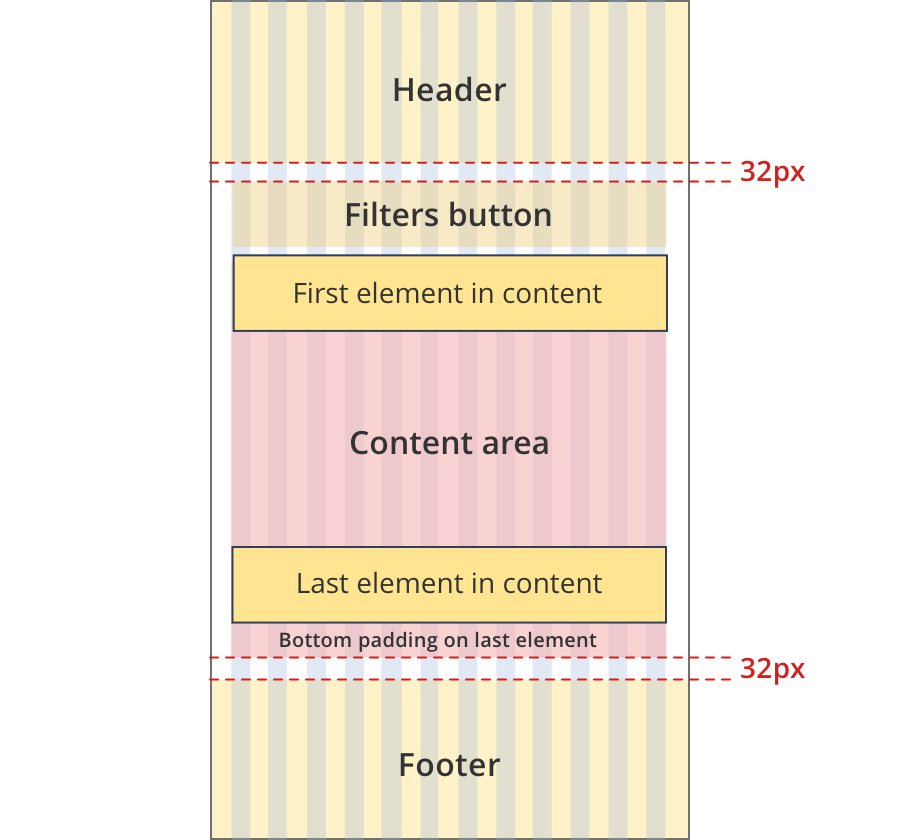 Header
32px
Filters button
First element in content
Content area
Last element in content
Bottom padding on last element
32px
Footer